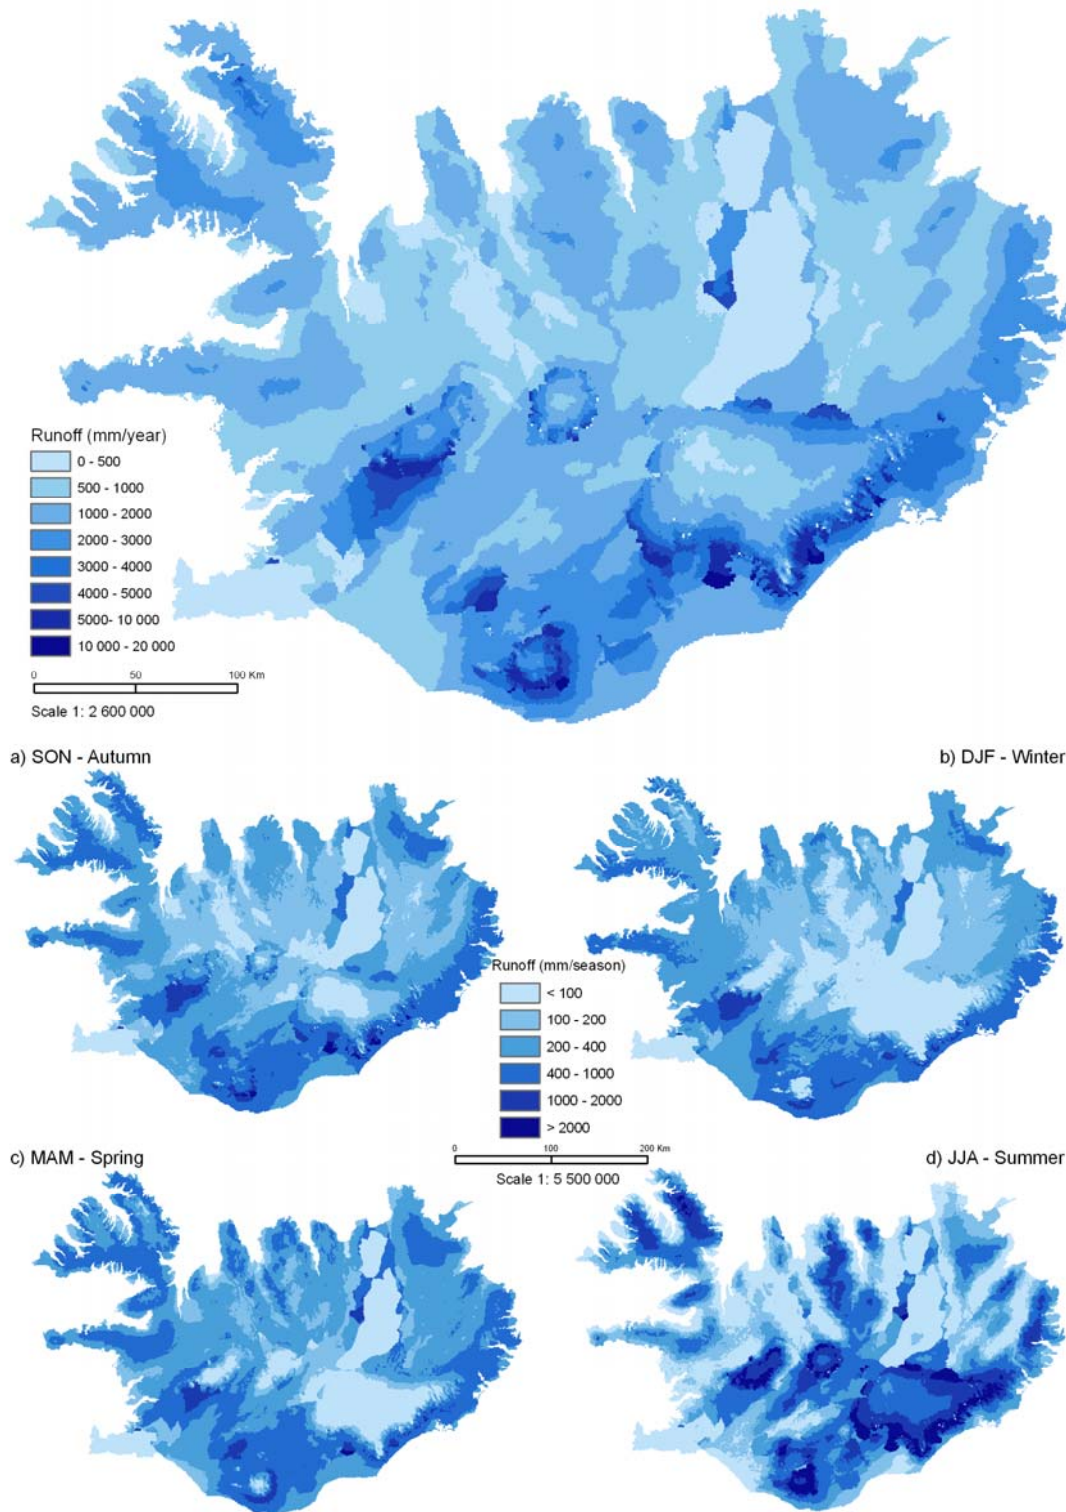 Runoff (mm/year)
0 - 500
500 - 1000
1000 - 2000
2000 - 3000
3000 - 4000
4000 - 5000
5000- 10 000
10 000 - 20 000
0 50 100 Km
Scale 1: 2 600 000
a) SON - Autumn
b) DJF - Winter
Runoff (mm/season)
< 100
100 - 200
200 - 400
400 - 1000
1000 - 2000
> 2000
c) MAM - Spring
0 100 200 Km
d) JJA - Summer
Scale 1: 5 500 000